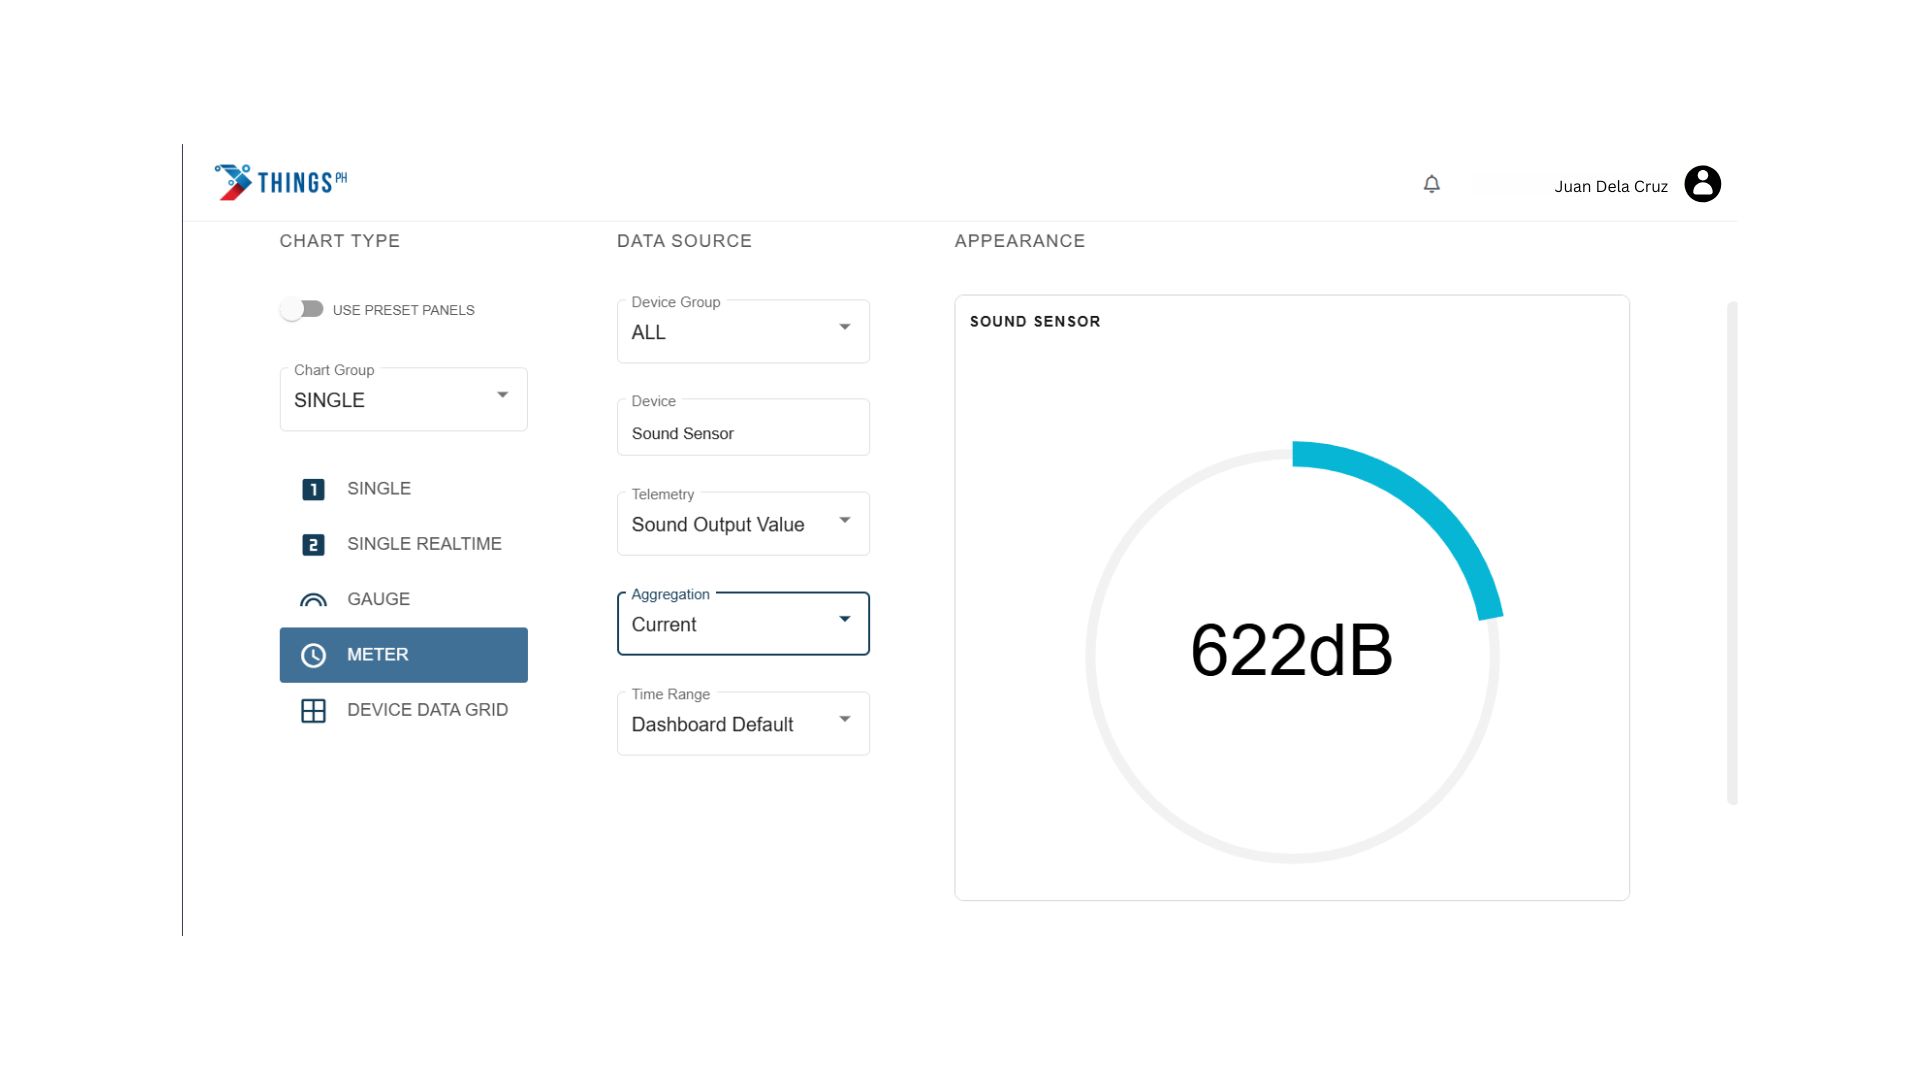 THINGS PH
Juan Dela Cruz
CHART TYPE
USE PRESET PANELS
Chart Group
SINGLE
1 SINGLE
2 SINGLE REALTIME
GAUGE
METER
DEVICE DATA GRID
DATA SOURCE
Device Group
ALL
Device
Sound Sensor
Telemetry
Sound Output Value
Aggregation
Current
Time Range
Dashboard Default
APPEARANCE
SOUND SENSOR
622dB